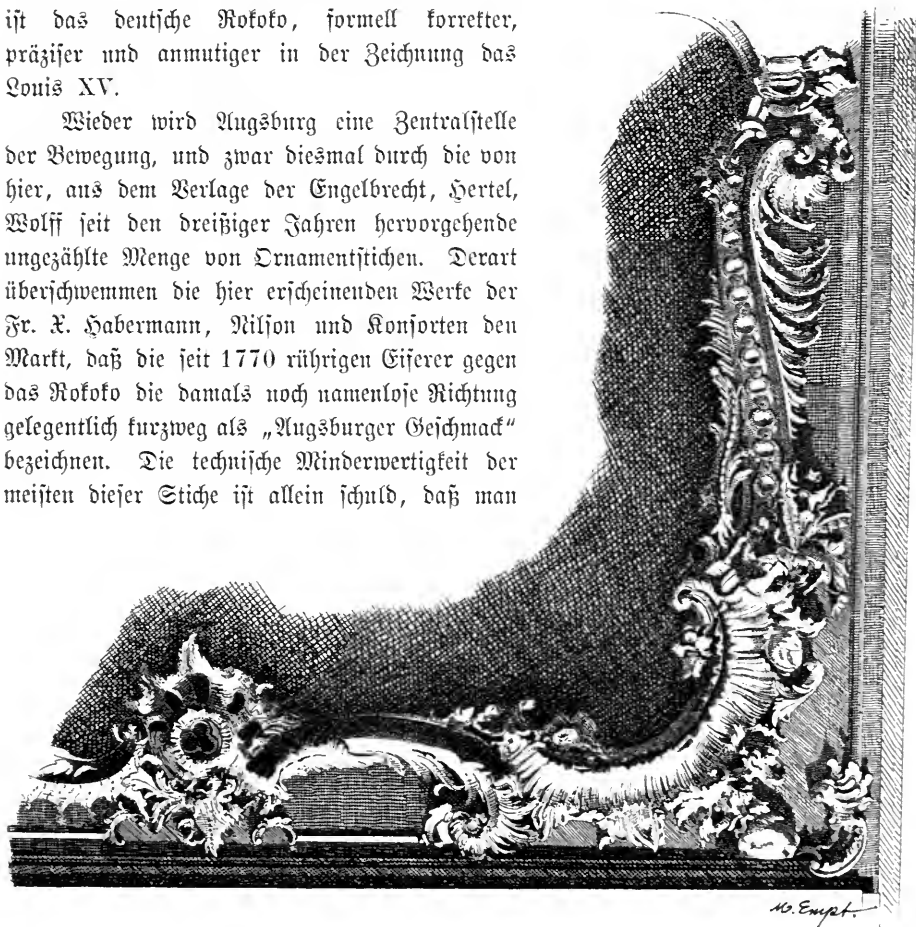 ist das deutsche Rokoko, formell korrekter,
präziser und anmutiger in der Zeichnung das
Louis XV.
Wieder wird Augsburg eine Zentralstelle
der Bewegung, und zwar diesmal durch die von
hier, aus dem Verlage der Engelbrecht, Hertel,
Wolff seit den dreißiger Jahren hervorgehende
ungezählte Menge von Ornamentstichen. Derart
überschwemmen die hier erscheinenden Werke der
Fr. X. Habermann, Nilson und Konsorten den
Markt, daß die seit 1770 rührigen Eiferer gegen
das Rokoko die damals noch namenlose Richtung
gelegentlich kurzweg als „Augsburger Geschmack“
bezeichnen. Die technische Minderwertigkeit der
meisten dieser Stiche ist allein schuld, daß man
M. Empt.